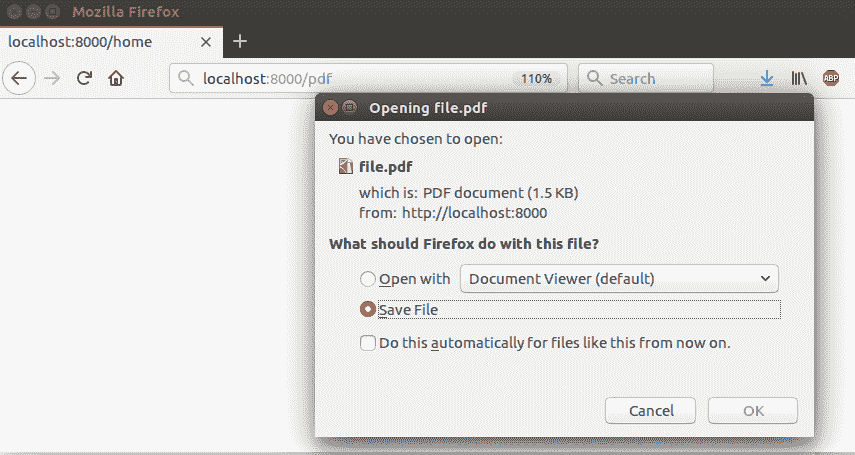 Mozilla Firefox
localhost:8000/home
localhost:8000/pdf 110% Search ABP
Opening file.pdf
You have chosen to open:
file.pdf
which is: PDF document (1.5 KB)
from: http://localhost:8000
What should Firefox do with this file?
Open with Document Viewer (default)
Save File
Do this automatically for files like this from now on.
Cancel OK